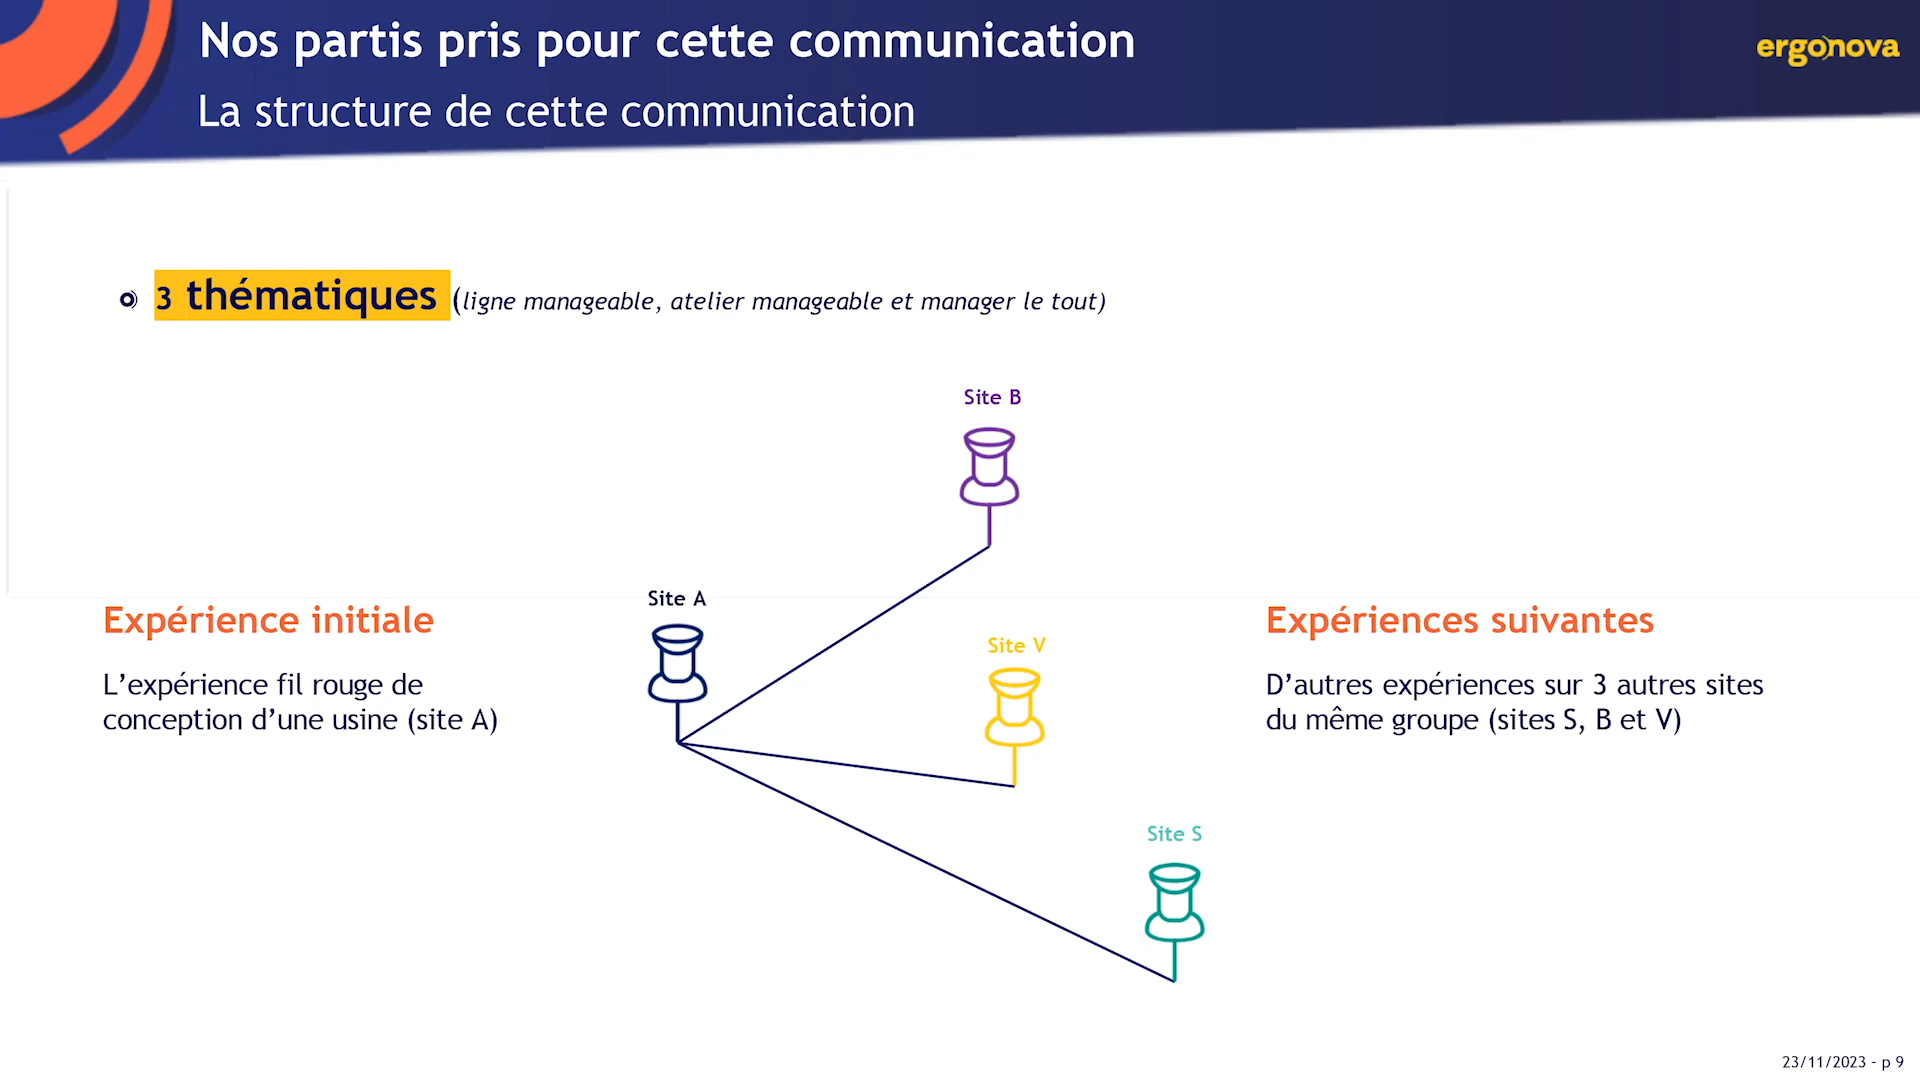 Nos partis pris pour cette communication
ergonova
La structure de cette communication
3 thématiques (ligne manageable, atelier manageable et manager le tout)
Site B
Site A
Expérience initiale
L’expérience fil rouge de
conception d’une usine (site A)
Site V
Expériences suivantes
D’autres expériences sur 3 autres sites
du même groupe (sites S, B et V)
Site S
23/11/2023 - p 9